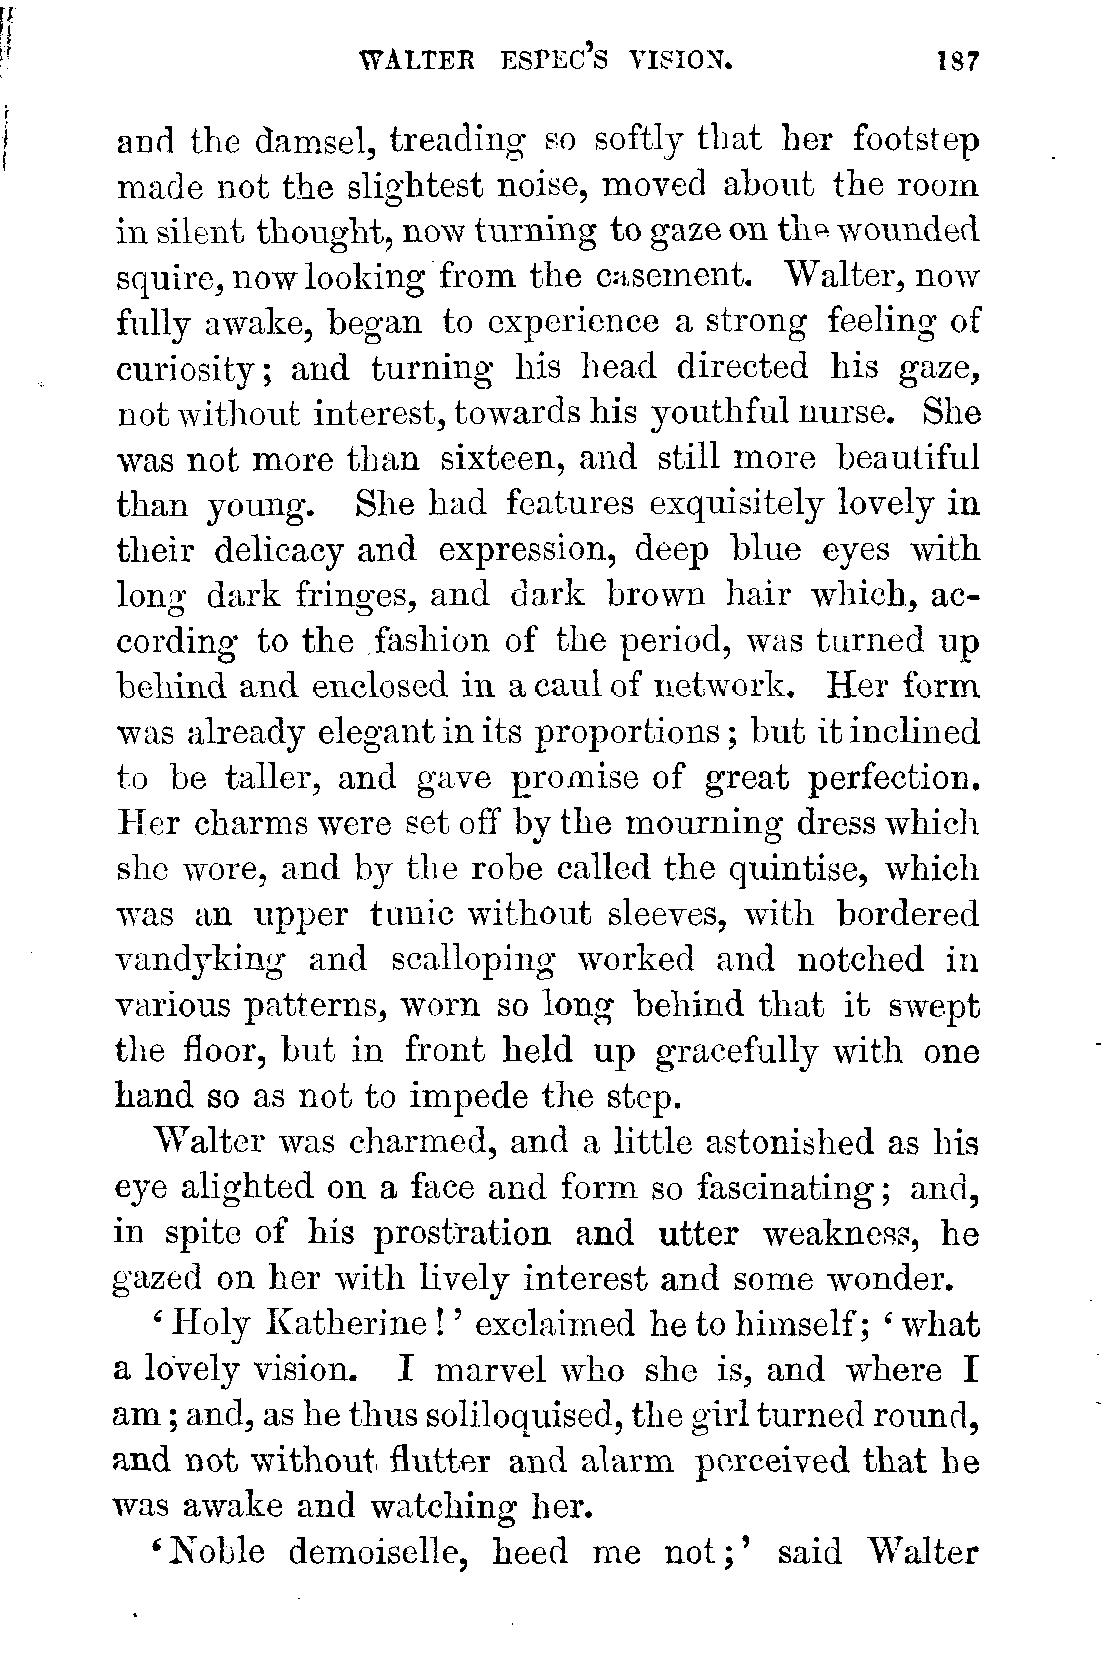 WALTER ESPEC'S VISION. 187
and the damsel, treading so softly that her footstep
made not the slightest noise, moved about the room
in silent thought, now turning to gaze on the wounded
squire, now looking from the casement. Walter, now
fully awake, began to experience a strong feeling of
curiosity; and turning his head directed his gaze,
not without interest, towards his youthful nurse. She
was not more than sixteen, and still more beautiful
than young. She had features exquisitely lovely in
their delicacy and expression, deep blue eyes with
long dark fringes, and dark brown hair which, ac-
cording to the fashion of the period, was turned up
behind and enclosed in a caul of network. Her form
was already elegant in its proportions; but it inclined
to be taller, and gave promise of great perfection.
Her charms were set off by the mourning dress which
she wore, and by the robe called the quintise, which
was an upper tunic without sleeves, with bordered
vandyking and scalloping worked and notched in
various patterns, worn so long behind that it swept
the floor, but in front held up gracefully with one
hand so as not to impede the step.
Walter was charmed, and a little astonished as his
eye alighted on a face and form so fascinating; and,
in spite of his prostration and utter weakness, he
gazed on her with lively interest and some wonder.
‘Holy Katherine!’ exclaimed he to himself; ‘what
a lovely vision. I marvel who she is, and where I
am; and, as he thus soliloquised, the girl turned round,
and not without flutter and alarm perceived that he
was awake and watching her.
‘Noble demoiselle, heed me not;’ said Walter